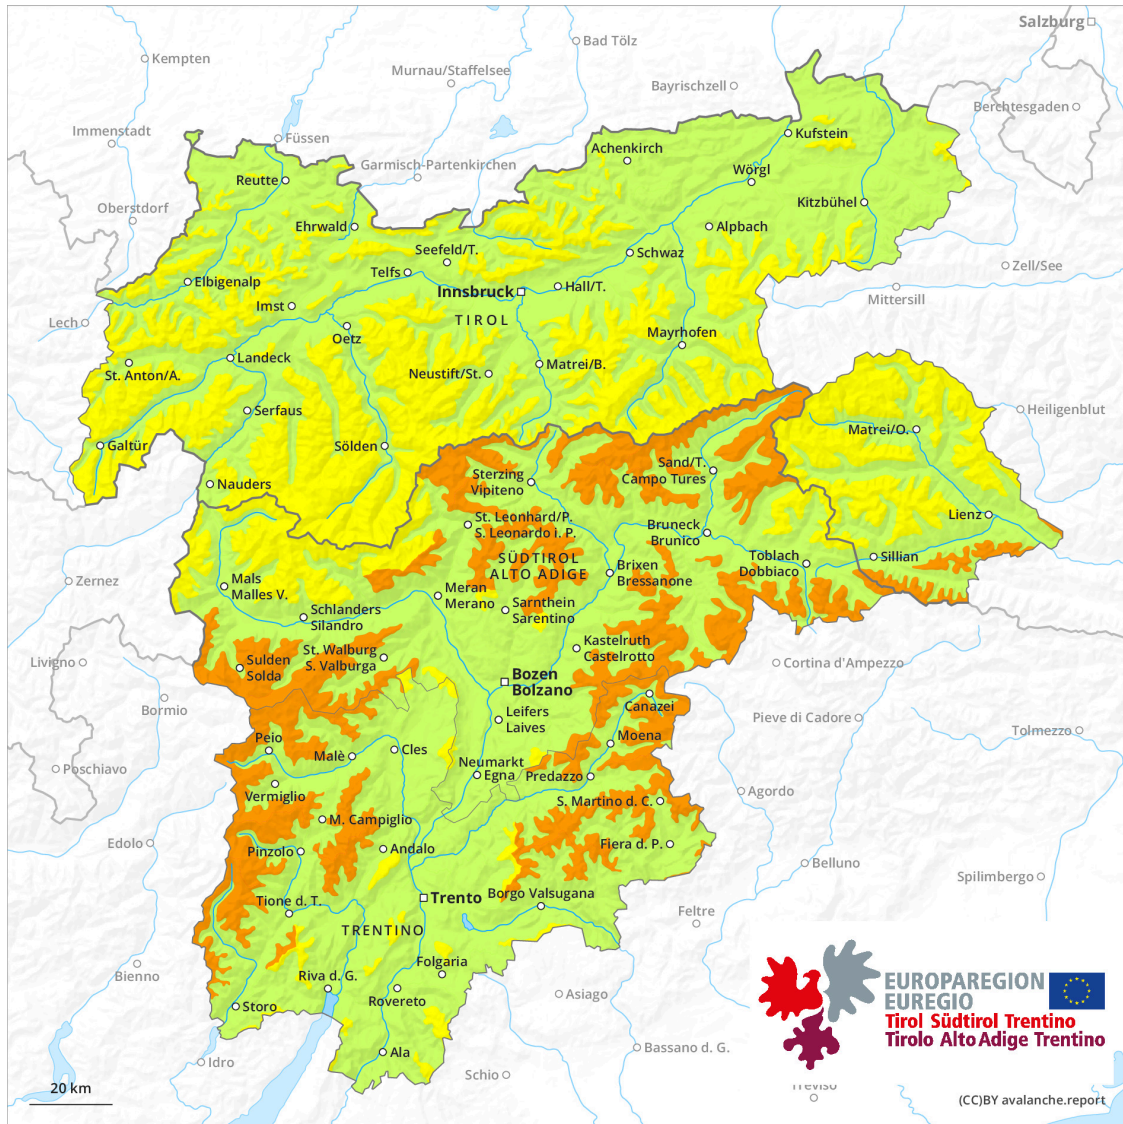 Salzburg
Bad Tölz
Kempten
Murnau/Staffelsee
Bayrischzell
Berchtesgaden
Immenstadt
Füssen
Kufstein
Achenkirch
Garmisch-Partenkirchen
Wörgl
Reutte
Oberstdorf
Kitzbühel
Ehrwald
Alpbach
Seefeld/T.
Schwaz
Zell/See
Telfs
Elbigenalp
Hall/T.
Innsbruck
Mittersill
Imst
TIROL
Lech
Oetz
Mayrhofen
Landeck
Matrei/B.
St. Anton/A.
Neustift/St.
Serfaus
Heiligenblut
Matrei/O.
Galtür
Sölden
Sand/T.
Campo Tures
Sterzing
Vipiteno
Nauders
Lienz
St. Leonhard/P.
S. Leonardo i. P.
Bruneck
Brunico
SÜDTIROL
ALTO ADIGE
Toblach
Dobbiaco
Sillian
Brixen
Bressanone
Zernez
Mals
Malles V.
Meran
Merano
Sarnthein
Sarentino
Schlanders
Silandro
Kastelruth
Castelrotto
St. Walburg
S. Valburga
Livigno
Sulden
Solda
Cortina d'Ampezzo
Bozen
Bolzano
Bormio
Canazei
Leifers
Laives
Pieve di Cadore
Tolmezzo
Moena
Peio
Cles
Malè
Neumarkt
Egna
Predazzo
Poschiavo
Vermiglio
Agordo
S. Martino d. C.
M. Campiglio
Edolo
Fiera d. P.
Pinzolo
Andalo
Belluno
Spilimbergo
Borgo Valsugana
Trento
Tione d. T.
Feltre
TRENTINO
Folgaria
Bienno
Riva d. G.
Asiago
Rovereto
Storo
EUROPAREGION
EUREGIO
Tirol Südtirol Trentino
Tirolo Alto Adige Trentino
Ala
Bassano d. G.
Idro
Schio
Treviso
20 km
(CC)BY avalanche.report